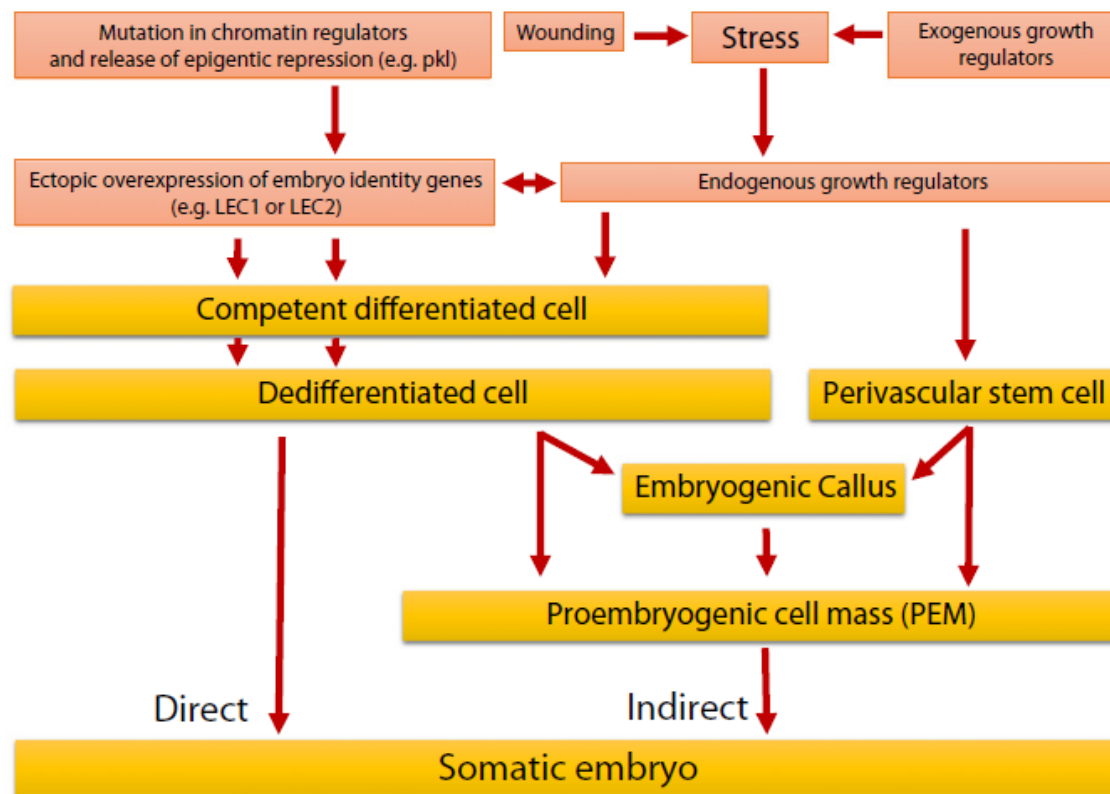 Mutation in chromatin regulators
and release of epigentic repression (e.g. pkl)
Wounding
Stress
Exogenous growth
regulators
Ectopic overexpression of embryo identity genes
(e.g. LEC1 or LEC2)
Endogenous growth regulators
Competent differentiated cell
Dedifferentiated cell
Perivascular stem cell
Embryogenic Callus
Proembryogenic cell mass (PEM)
Direct
Indirect
Somatic embryo